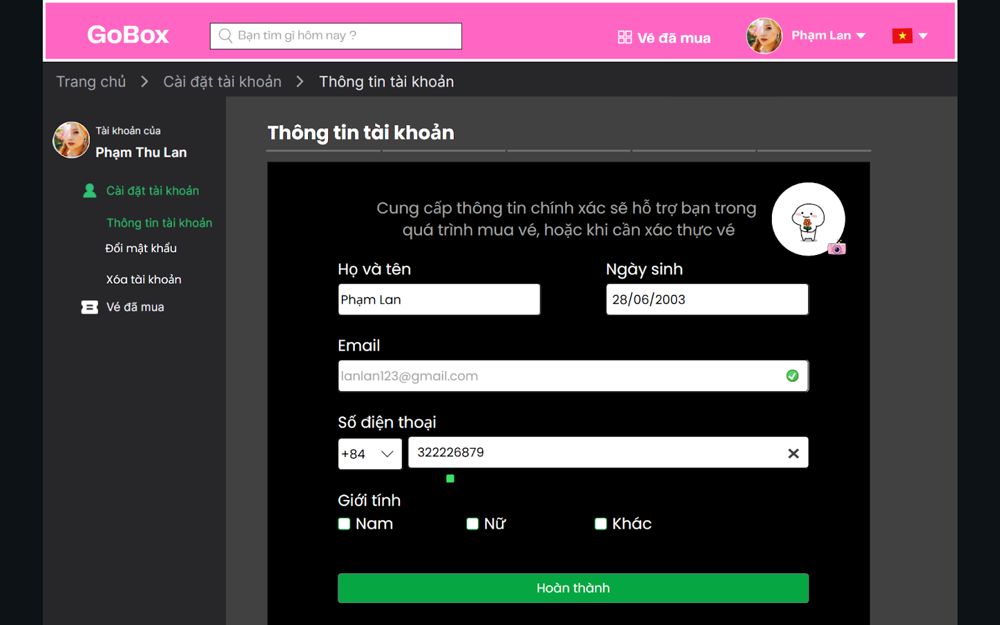 GoBox
Bạn tìm gì hôm nay ?
Vé đã mua
Phạm Lan
Trang chủ > Cài đặt tài khoản > Thông tin tài khoản
Tài khoản của
Phạm Thu Lan
Cài đặt tài khoản
Thông tin tài khoản
Đổi mật khẩu
Xóa tài khoản
Vé đã mua
Thông tin tài khoản
Cung cấp thông tin chính xác sẽ hỗ trợ bạn trong
quá trình mua vé, hoặc khi cần xác thực vé
Họ và tên
Ngày sinh
Phạm Lan
28/06/2003
Email
lanlan123@gmail.com
Số điện thoại
+84
322226879
Giới tính
Nam
Nữ
Khác
Hoàn thành